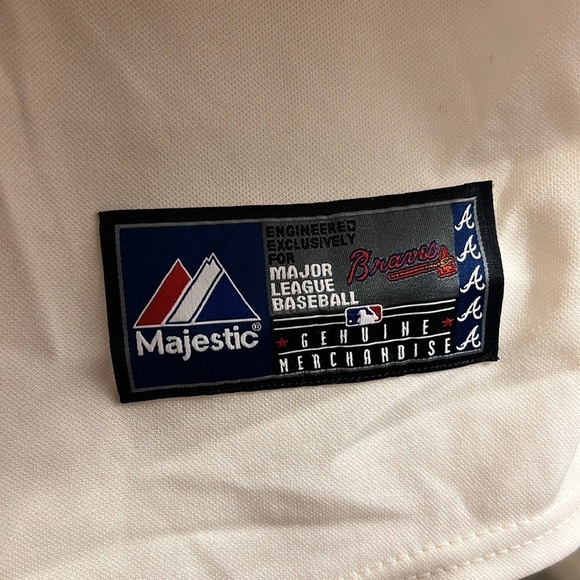 Majestic®
ENGINEERED
EXCLUSIVELY
FOR
MAJOR
LEAGUE
BASEBALL
Braves
GENUINE
MERCHANDISE
A
A
A
A
A